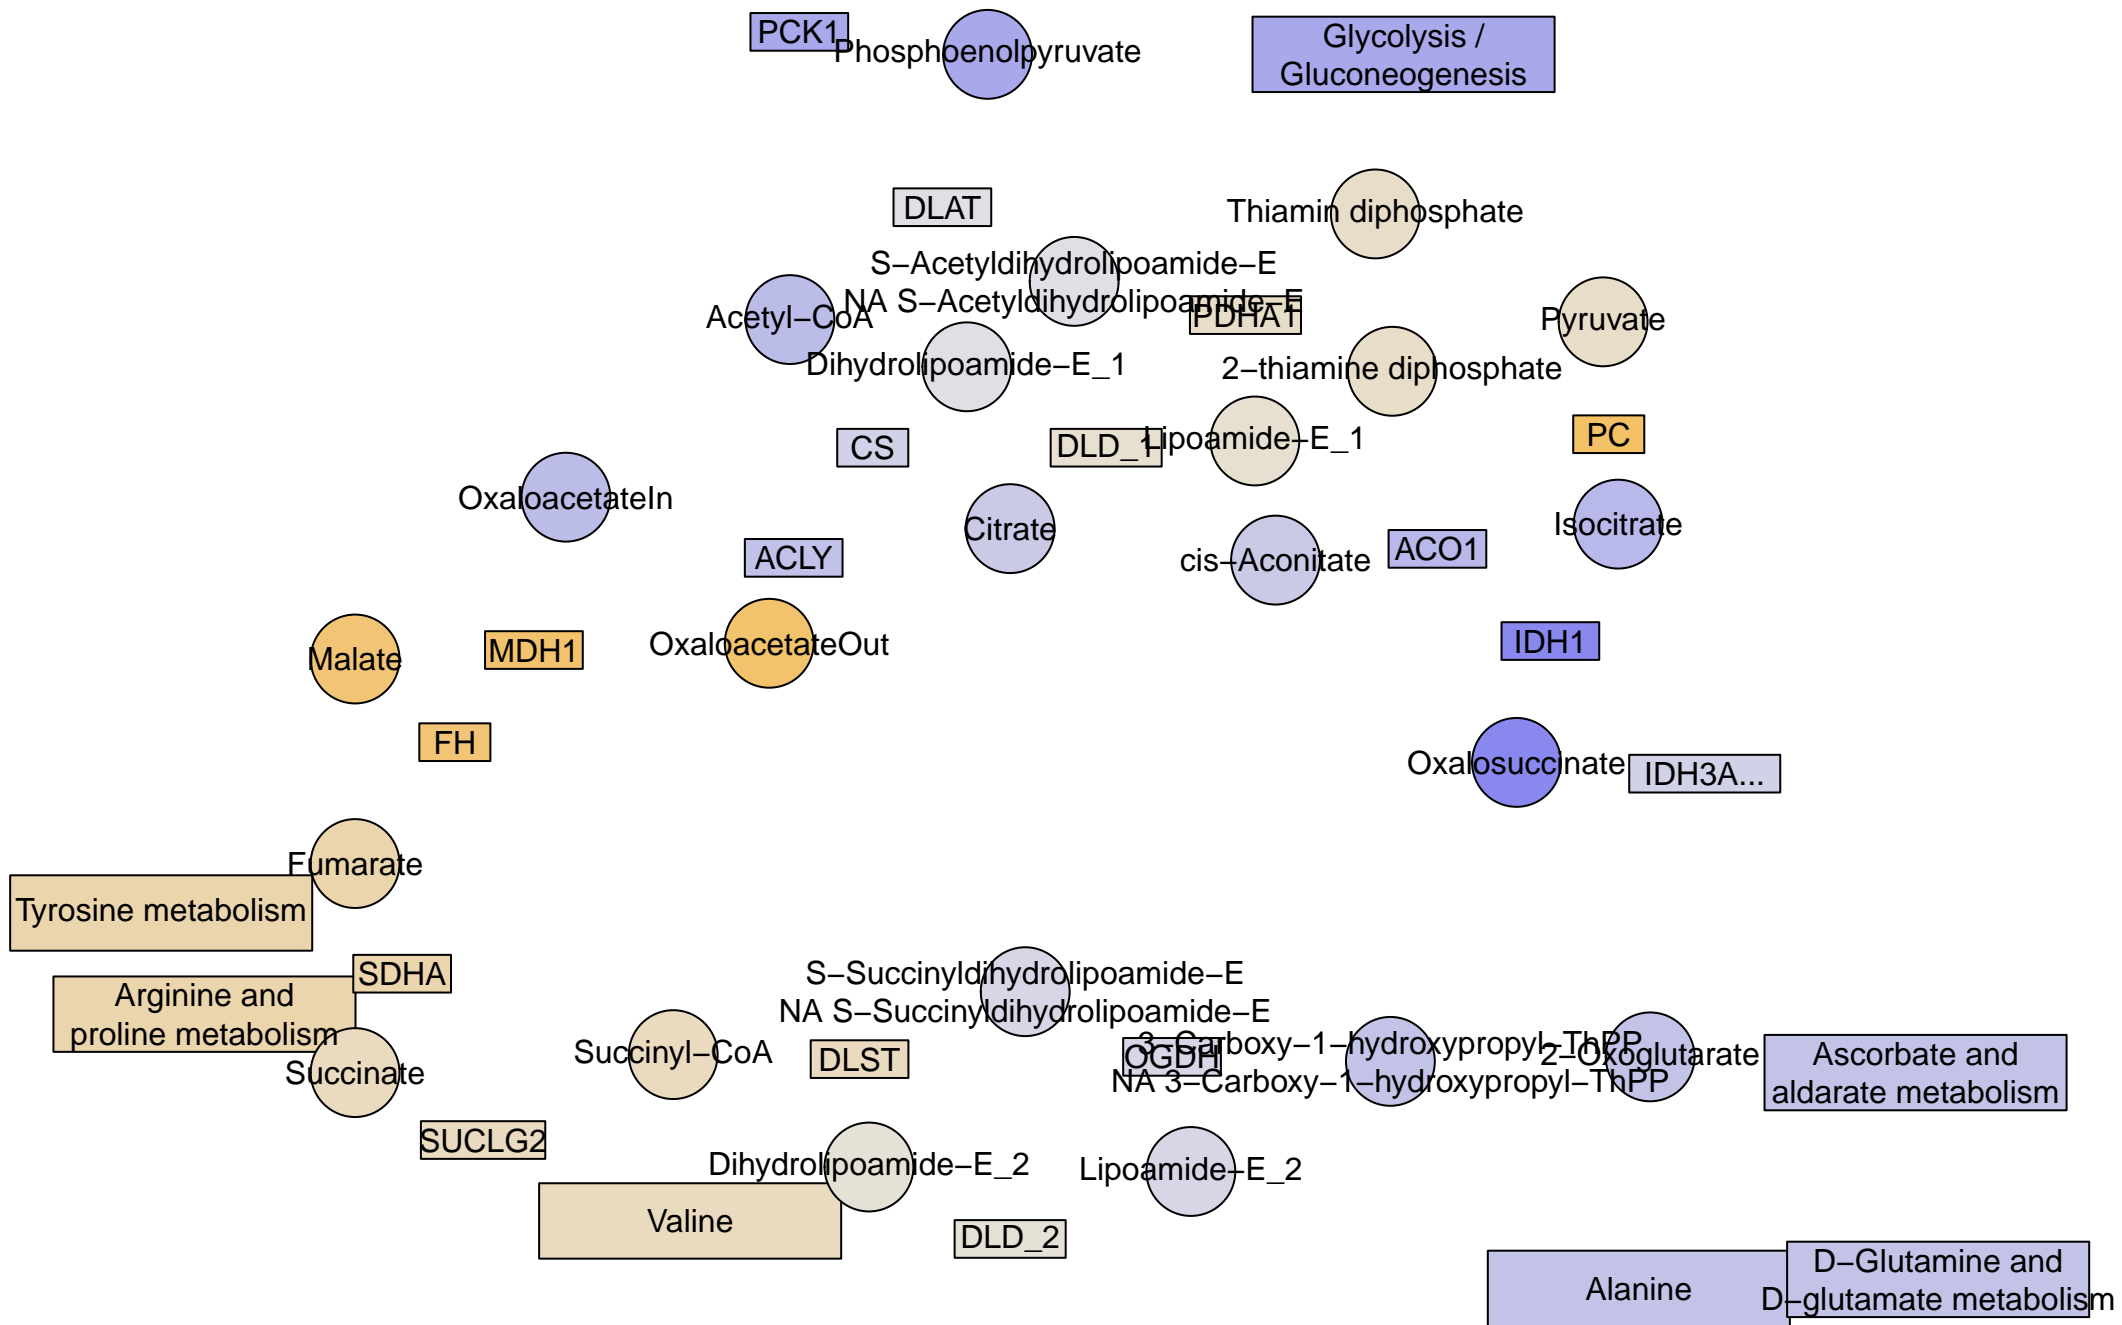 PCK1
Phosphoenolpyruvate
Glycolysis /
Gluconeogenesis
DLAT
Thiamin diphosphate
S−Acetyldihydrolipoamide−E
NA S−Acetyldihydrolipoamide−E
Acetyl−CoA
PDHA1
Pyruvate
Dihydrolipoamide−E_1
2−thiamine diphosphate
CS
DLD_1
Lipoamide−E_1
PC
OxaloacetateIn
Citrate
Isocitrate
ACLY
cis−Aconitate
ACO1
Malate
MDH1
OxaloacetateOut
IDH1
FH
Oxalosuccinate
IDH3A...
Fumarate
Tyrosine metabolism
SDHA
S−Succinyldihydrolipoamide−E
NA S−Succinyldihydrolipoamide−E
Arginine and
proline metabolism
Succinate
Succinyl−CoA
DLST
OGDH
3−Carboxy−1−hydroxypropyl−ThPP
NA 3−Carboxy−1−hydroxypropyl−ThPP
2−Oxoglutarate
Ascorbate and
aldarate metabolism
SUCLG2
Dihydrolipoamide−E_2
Lipoamide−E_2
Valine
DLD_2
Alanine
D−Glutamine and
D−glutamate metabolism